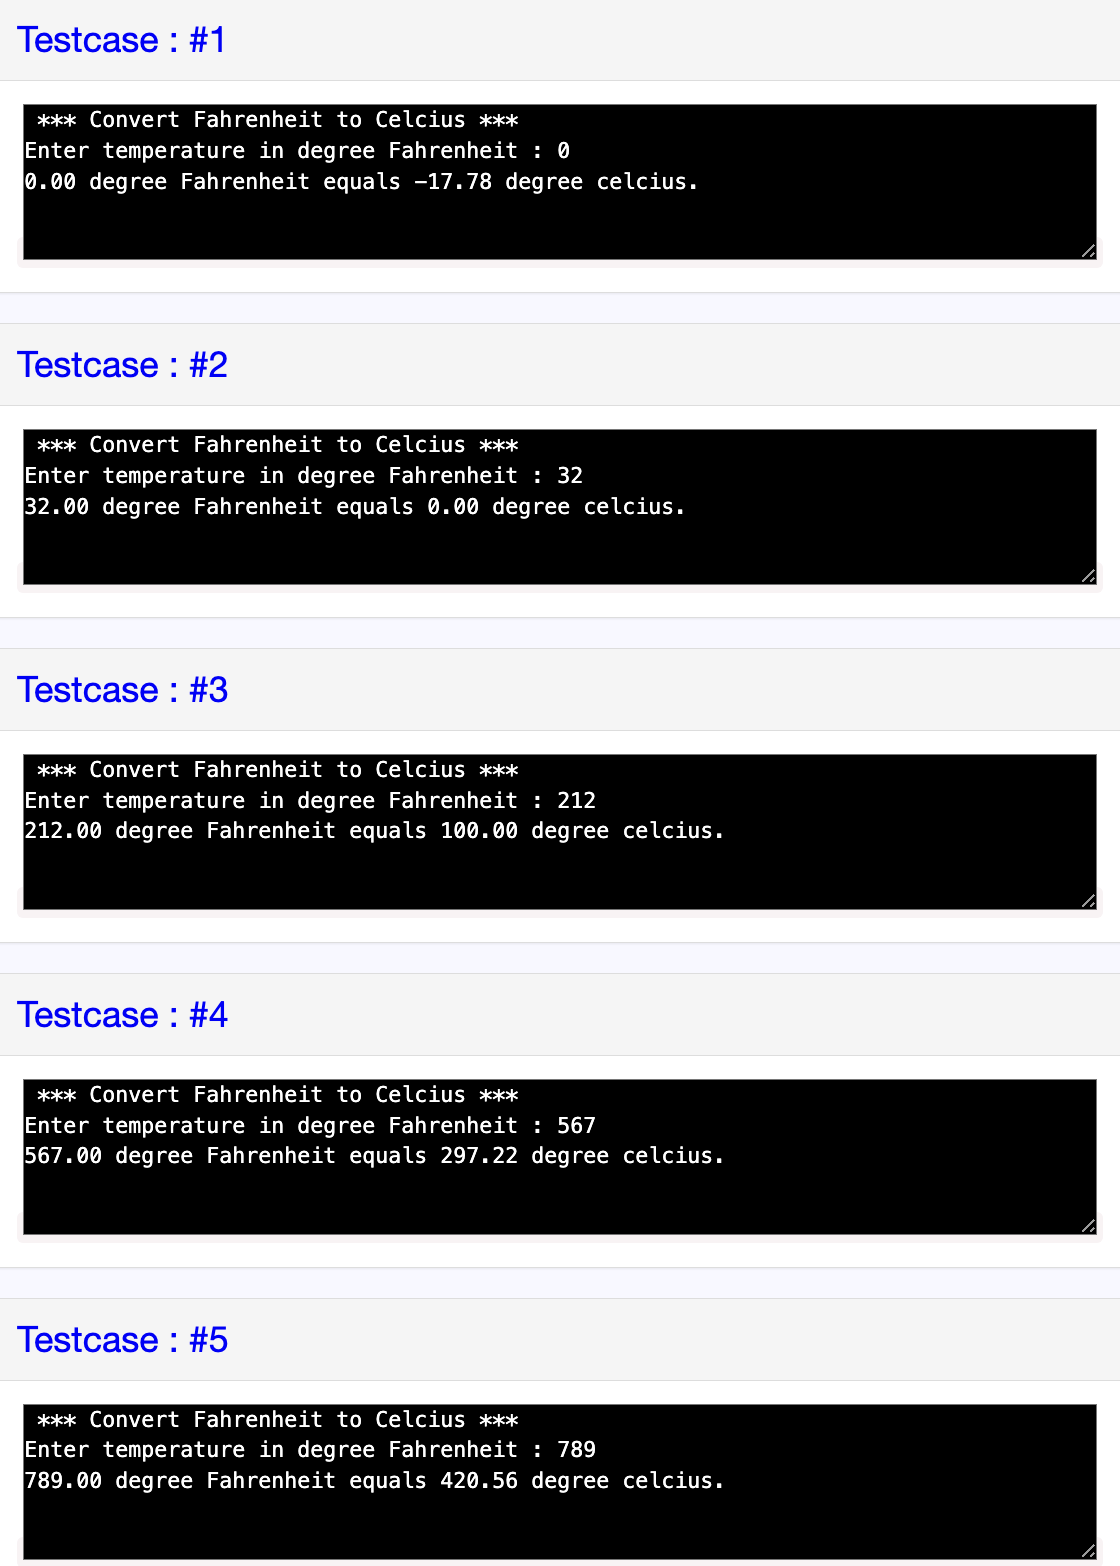 Testcase : #1
*** Convert Fahrenheit to Celcius ***
Enter temperature in degree Fahrenheit : 0
0.00 degree Fahrenheit equals -17.78 degree celcius.
Testcase : #2
*** Convert Fahrenheit to Celcius ***
Enter temperature in degree Fahrenheit : 32
32.00 degree Fahrenheit equals 0.00 degree celcius.
Testcase : #3
*** Convert Fahrenheit to Celcius ***
Enter temperature in degree Fahrenheit : 212
212.00 degree Fahrenheit equals 100.00 degree celcius.
Testcase : #4
*** Convert Fahrenheit to Celcius ***
Enter temperature in degree Fahrenheit : 567
567.00 degree Fahrenheit equals 297.22 degree celcius.
Testcase : #5
*** Convert Fahrenheit to Celcius ***
Enter temperature in degree Fahrenheit : 789
789.00 degree Fahrenheit equals 420.56 degree celcius.